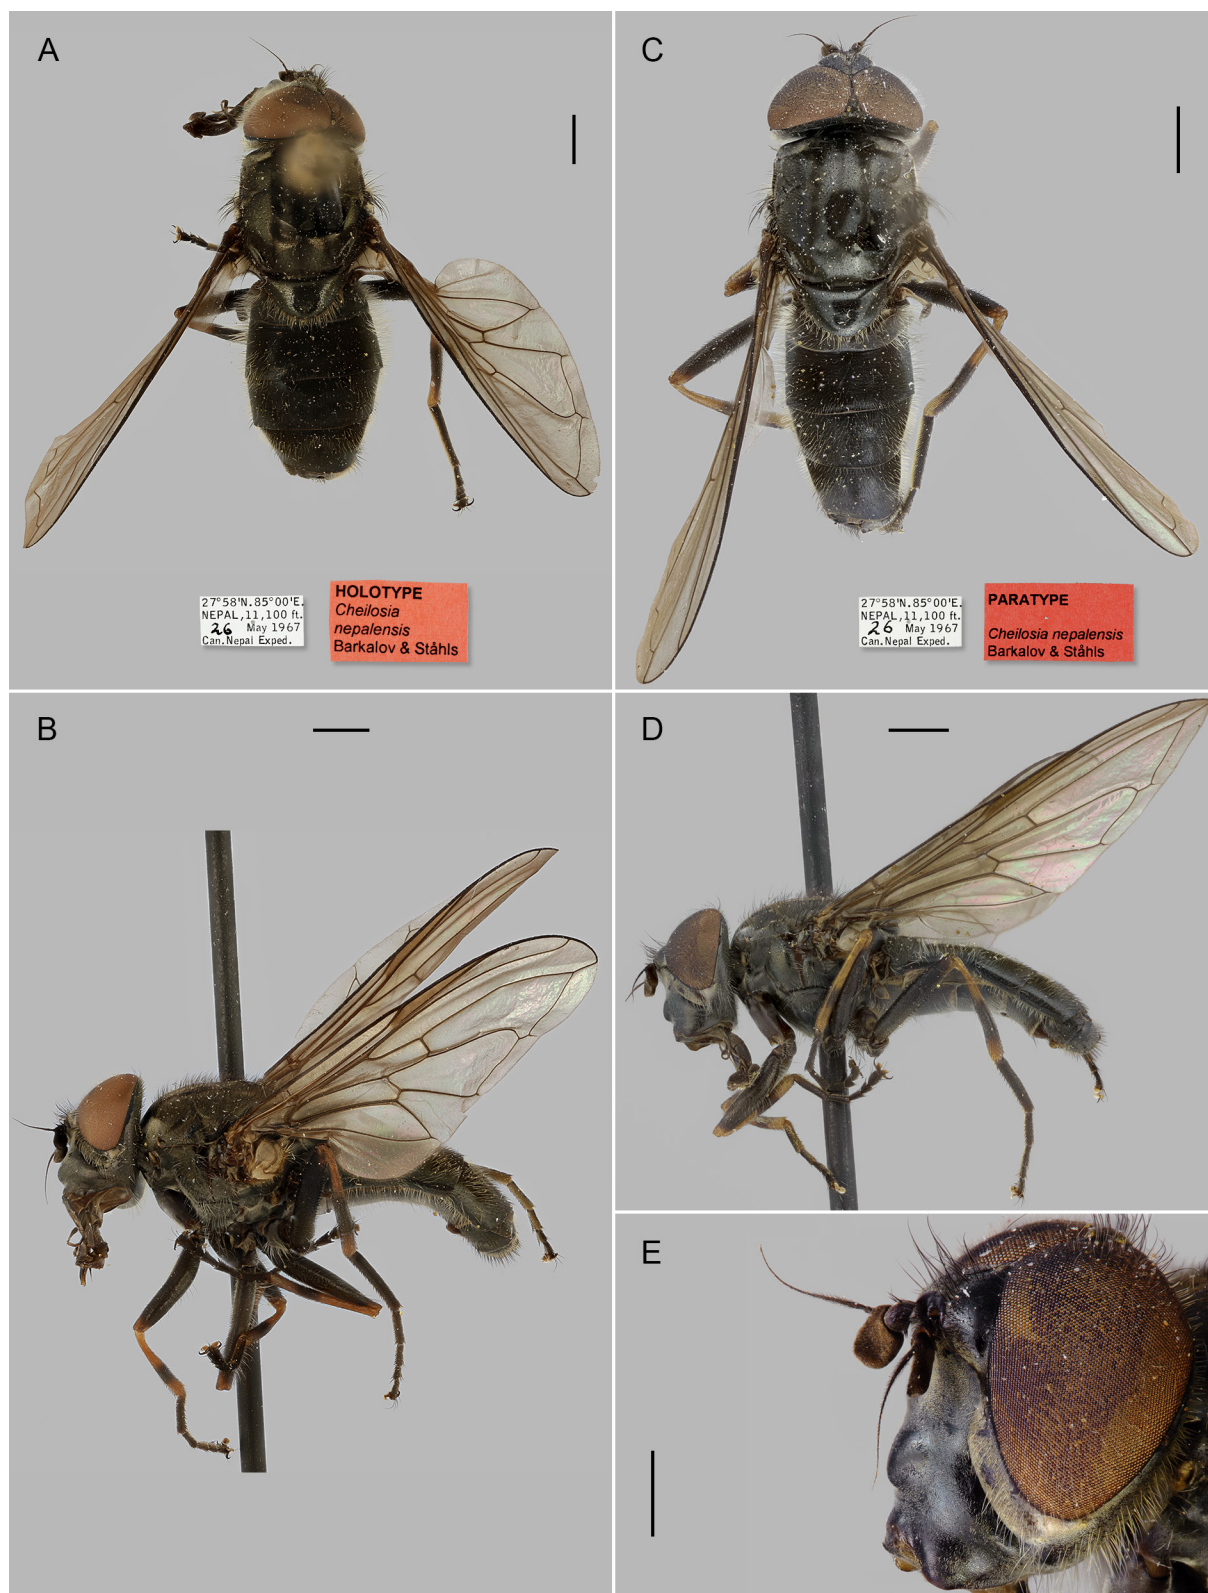 A
27°58'N.85°00'E.
NEPAL,11,100 ft.
26 May 1967
Can.Nepal Exped.
HOLOTYPE
Cheilosia
nepalensis
Barkalov & Ståhls
C
27°58'N.85°00'E.
NEPAL,11,100 ft.
26 May 1967
Can.Nepal Exped.
PARATYPE
Cheilosia nepalensis
Barkalov & Ståhls
B
D
E